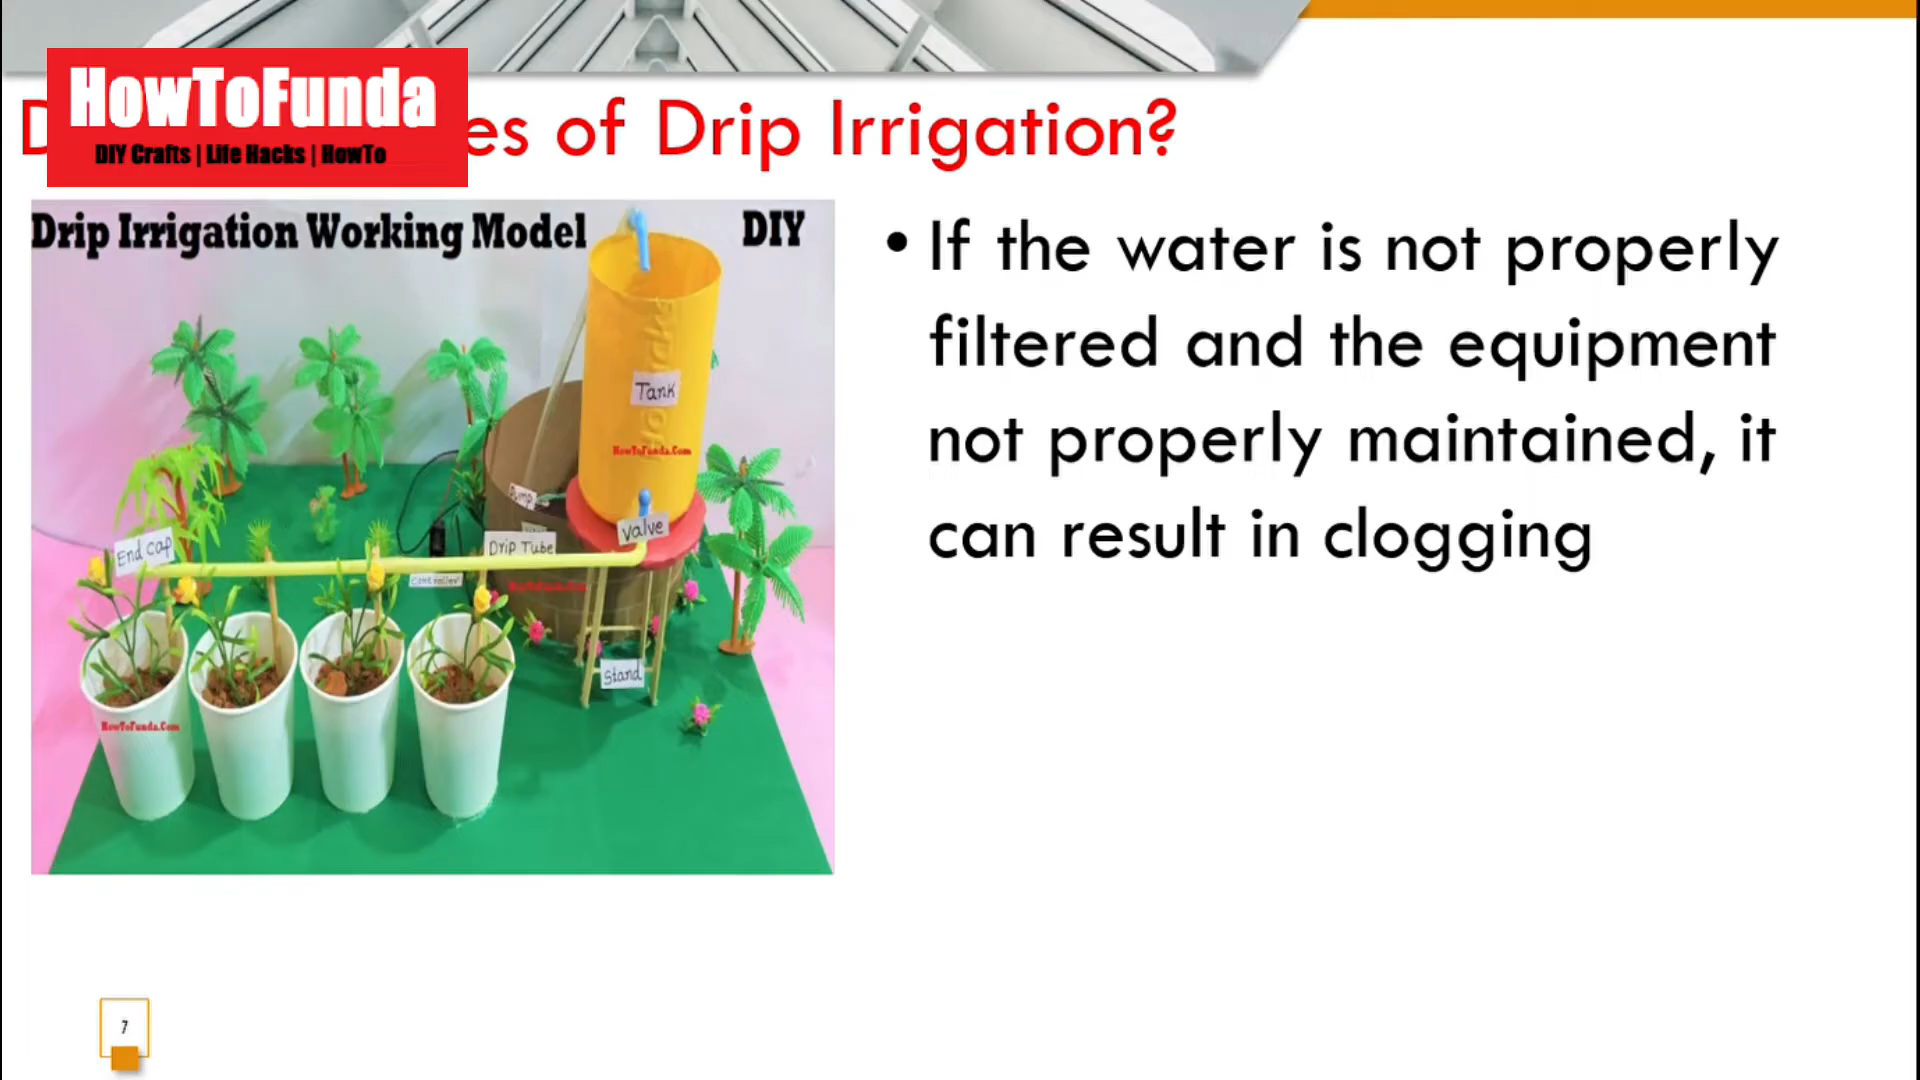 HowToFunda
DIY Crafts | Life Hacks | HowTo
D es of Drip Irrigation?
Drip Irrigation Working Model DIY
• If the water is not properly
filtered and the equipment
not properly maintained, it
can result in clogging
Tank
HowToFunda.Com
Pump
Valve
End cap
Drip Tube
Controller
HowToFunda.Com
Stand
HowToFunda.Com
7